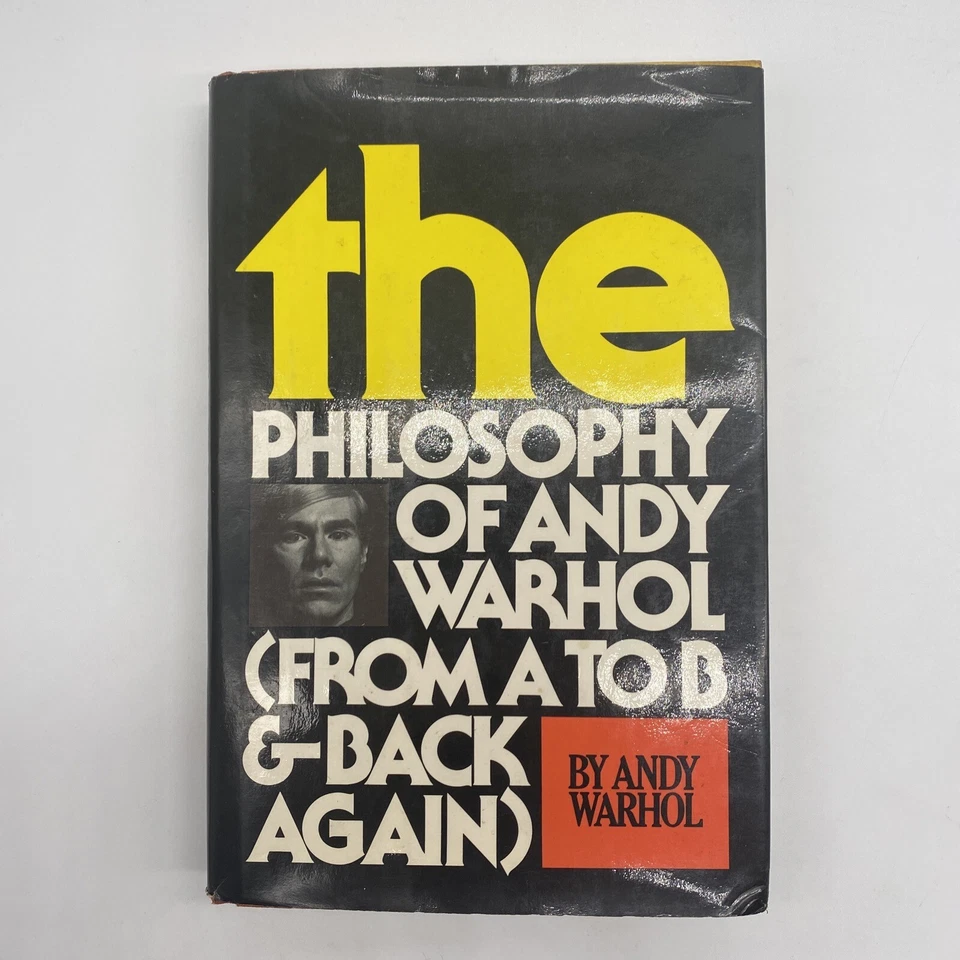 the
PHILOSOPHY
OF ANDY
WARHOL
(FROM A TO B
& BACK
AGAIN)
BY ANDY
WARHOL